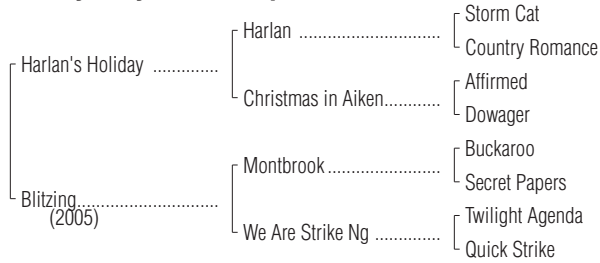 Storm Cat
Harlan ..............................
Country Romance
Harlan's Holiday ..............
Affirmed
Christmas in Aiken............
Dowager
Buckaroo
Montbrook........................
Secret Papers
Blitzing..............................
(2005)
Twilight Agenda
We Are Strike Ng ..............
Quick Strike